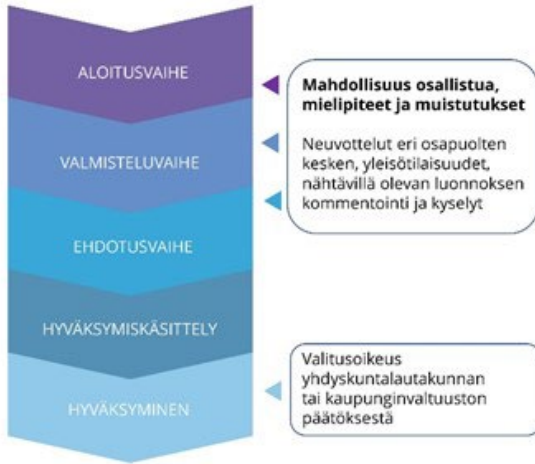 ALOITUSVAIHE
Mahdollisuus osallistua,
mielipiteet ja muistutukset
Neuvottelut eri osapuolten
kesken, yleisötilaisuudet,
nähtävillä olevan luonnoksen
kommentointi ja kyselyt
VALMISTELUVAIHE
EHDOTUSVAIHE
HYVÄKSYMISKÄSITTELY
HYVÄKSYMINEN
Valitusoikeus
yhdyskuntalautakunnan
tai kaupunginvaltuuston
päätöksestä